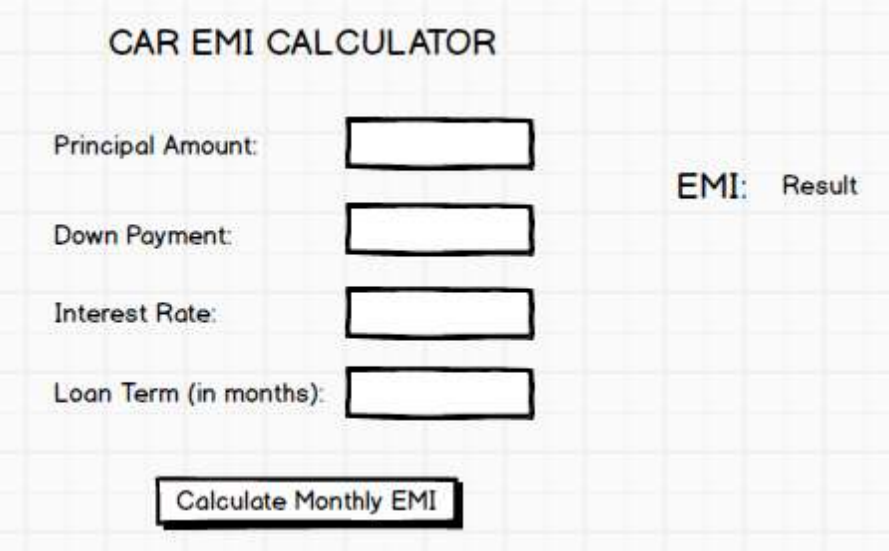 CAR EMI CALCULATOR
Principal Amount:
EMI: Result
Down Payment:
Interest Rate:
Loan Term (in months):
Calculate Monthly EMI